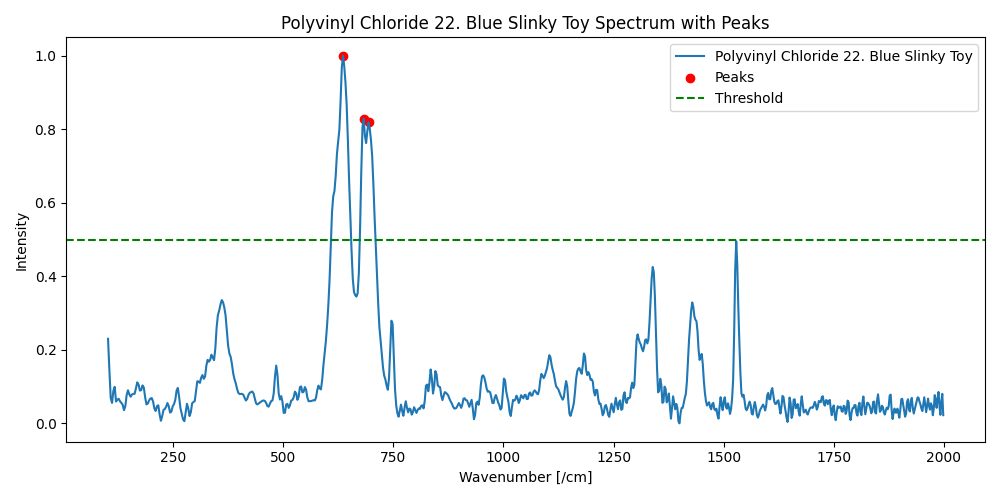 Polyvinyl Chloride 22. Blue Slinky Toy Spectrum with Peaks
Polyvinyl Chloride 22. Blue Slinky Toy
Peaks
Threshold
1.0
0.8
0.6
0.4
0.2
0.0
Intensity
250 500 750 1000 1250 1500 1750 2000
Wavenumber [/cm]